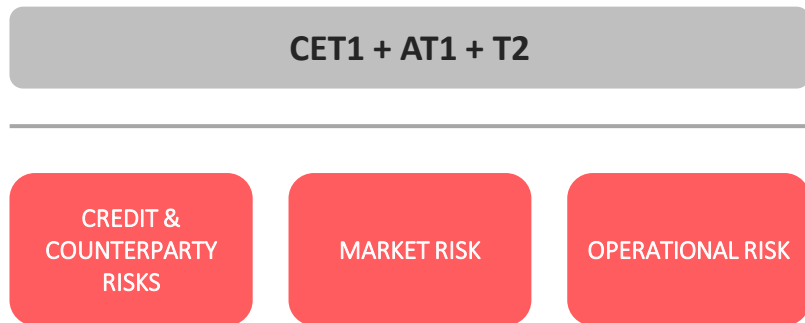 CET1 + AT1 + T2
CREDIT &
COUNTERPARTY
RISKS
MARKET RISK
OPERATIONAL RISK